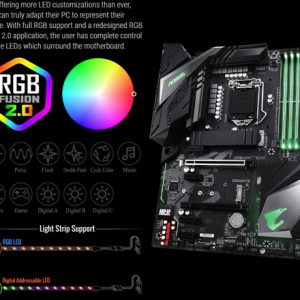 ffering more LED customizations than ever,
can truly adapt their PC to represent their
e. With full RGB support and a redesigned RGB
2.0 application, the user has complete control
e LEDs which surround the motherboard.
RGB
FUSION
2.0
Pulse
Flash
Double Flash
Cycle Color
Music
Game
Digital A
Digital B
Digital C
Light Strip Support
RGB LED
Digital Addressable LED